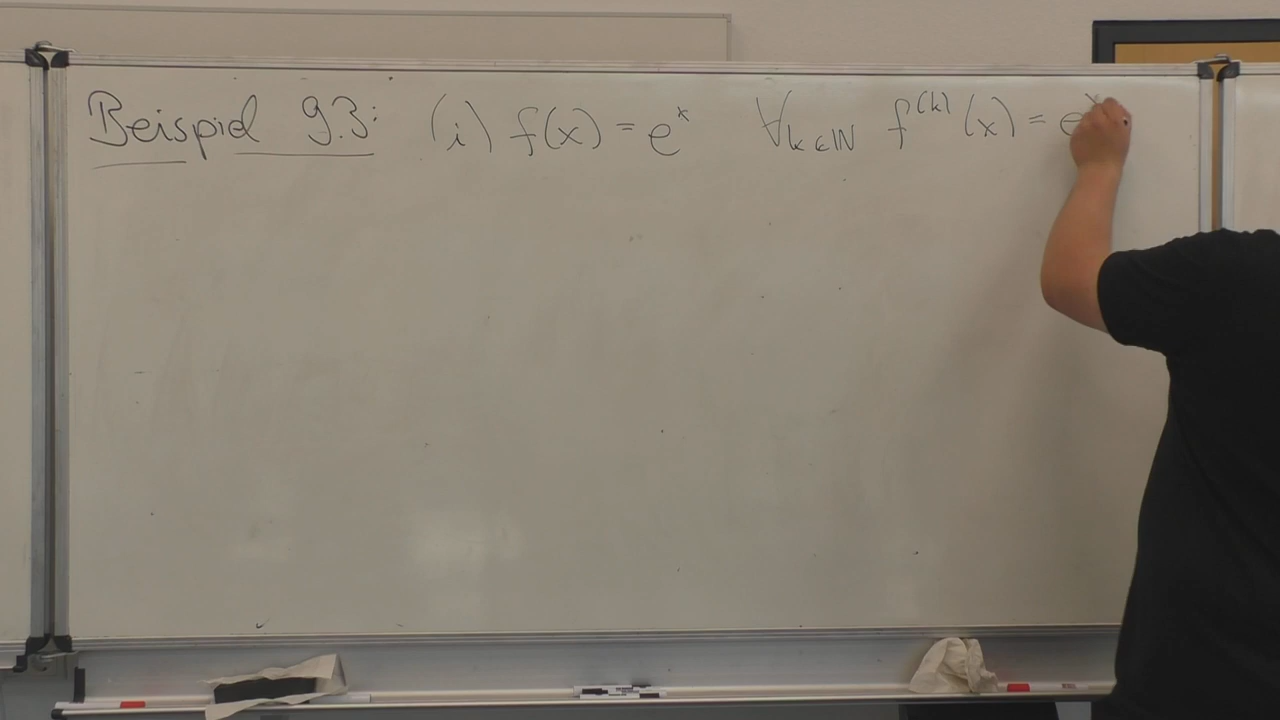 Beispiel 9.3: (i) f(x) = e^x ∀_{k∈ℕ} f^{(k)}(x) = e^x